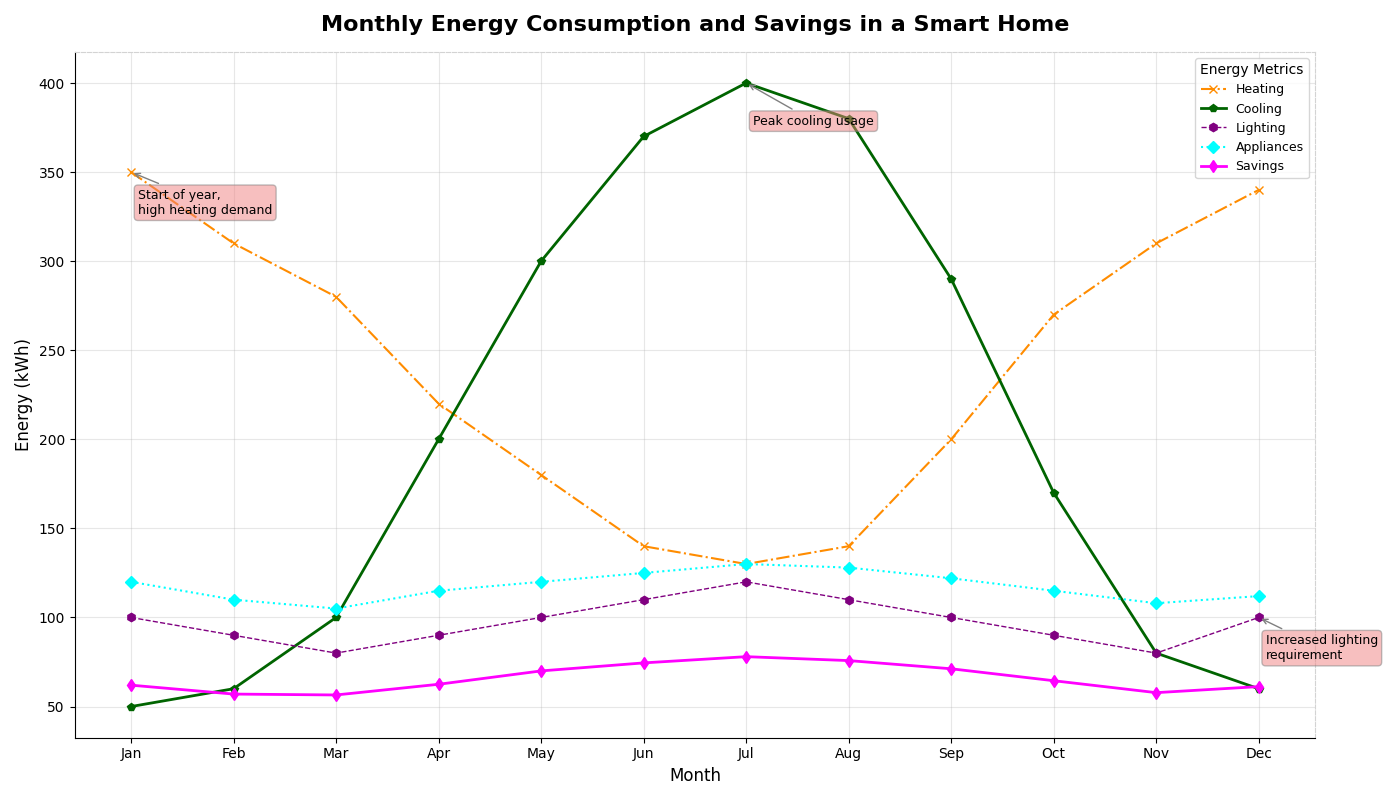 Monthly Energy Consumption and Savings in a Smart Home
Energy (kWh)
400
350
300
250
200
150
100
50
Start of year,
high heating demand
Peak cooling usage
Increased lighting
requirement
Energy Metrics
Heating
Cooling
Lighting
Appliances
Savings
Jan Feb Mar Apr May Jun Jul Aug Sep Oct Nov Dec
Month